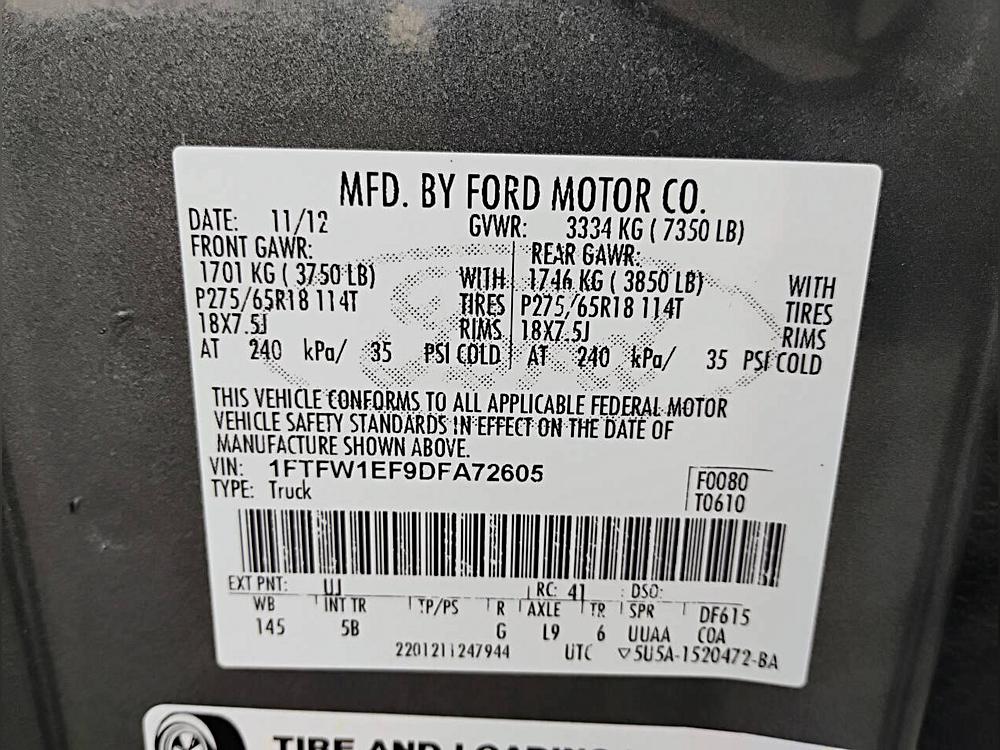 MFD. BY FORD MOTOR CO.
DATE: 11/12 GVWR: 3334 KG ( 7350 LB)
FRONT GAWR: REAR GAWR:
1701 KG ( 3750 LB) WITH 1746 KG ( 3850 LB) WITH
P275/65R18 114T TIRES P275/65R18 114T TIRES
18X7.5J RIMS 18X7.5J RIMS
AT 240 kPa/ 35 PSI COLD AT 240 kPa/ 35 PSI COLD
THIS VEHICLE CONFORMS TO ALL APPLICABLE FEDERAL MOTOR
VEHICLE SAFETY STANDARDS IN EFFECT ON THE DATE OF
MANUFACTURE SHOWN ABOVE.
VIN: 1FTFW1EF9DFA72605 F0080
TYPE: Truck T0610
EXT PNT: UJ RC: 41 DSO:
WB INT TR TP/PS R AXLE TR SPR DF615
145 5B G L9 6 UUAA COA
2201211247944 UTC ▽5U5A-1520472-BA
TIRE AND LOADING